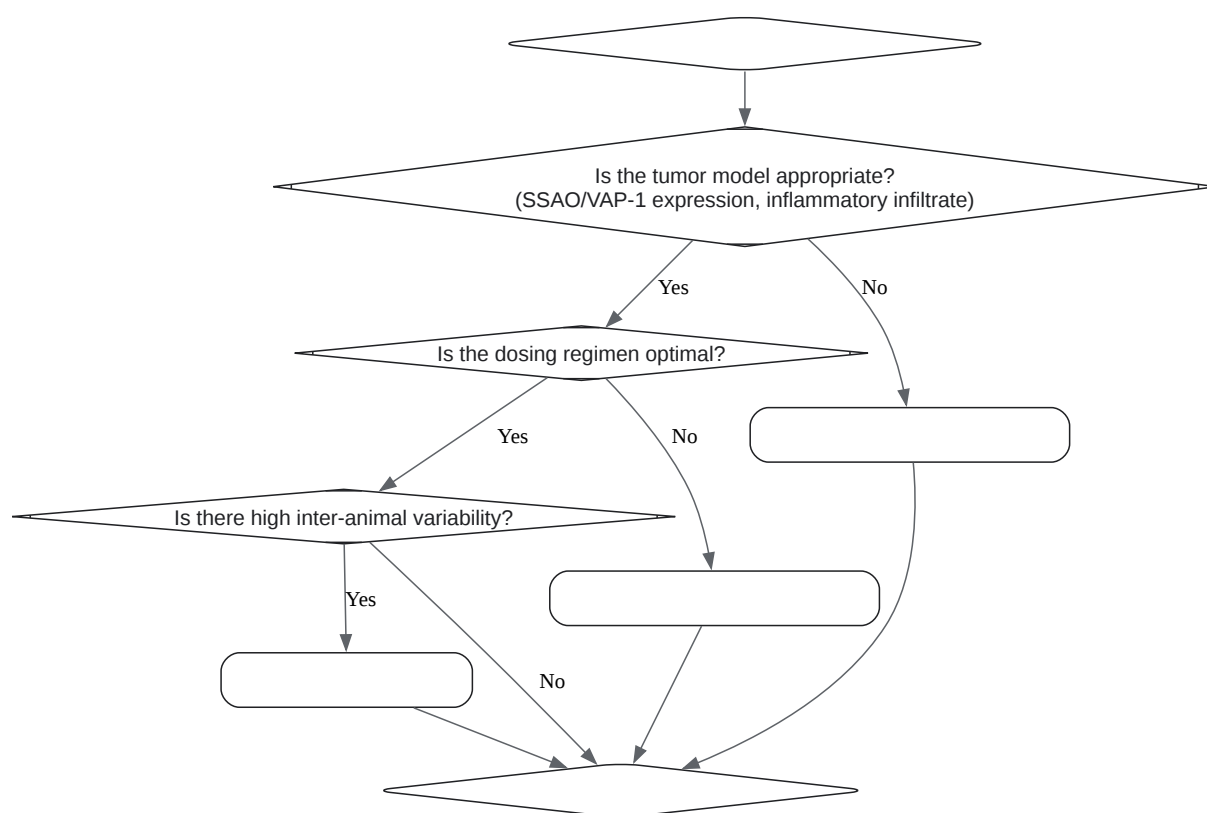 Is the tumor model appropriate?
(SSAO/VAP-1 expression, inflammatory infiltrate)
Yes
No
Is the dosing regimen optimal?
Yes
No
Is there high inter-animal variability?
Yes
No